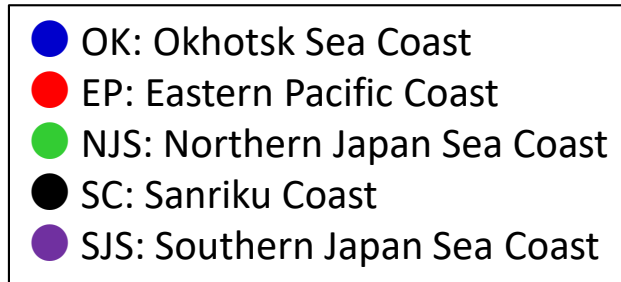 OK: Okhotsk Sea Coast
EP: Eastern Pacific Coast
NJS: Northern Japan Sea Coast
SC: Sanriku Coast
SJS: Southern Japan Sea Coast